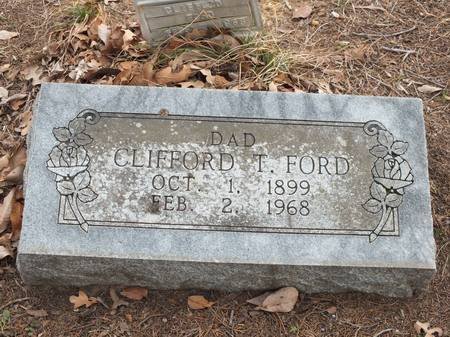 DAD
CLIFFORD T. FORD
OCT. 1, 1899
FEB. 2, 1968